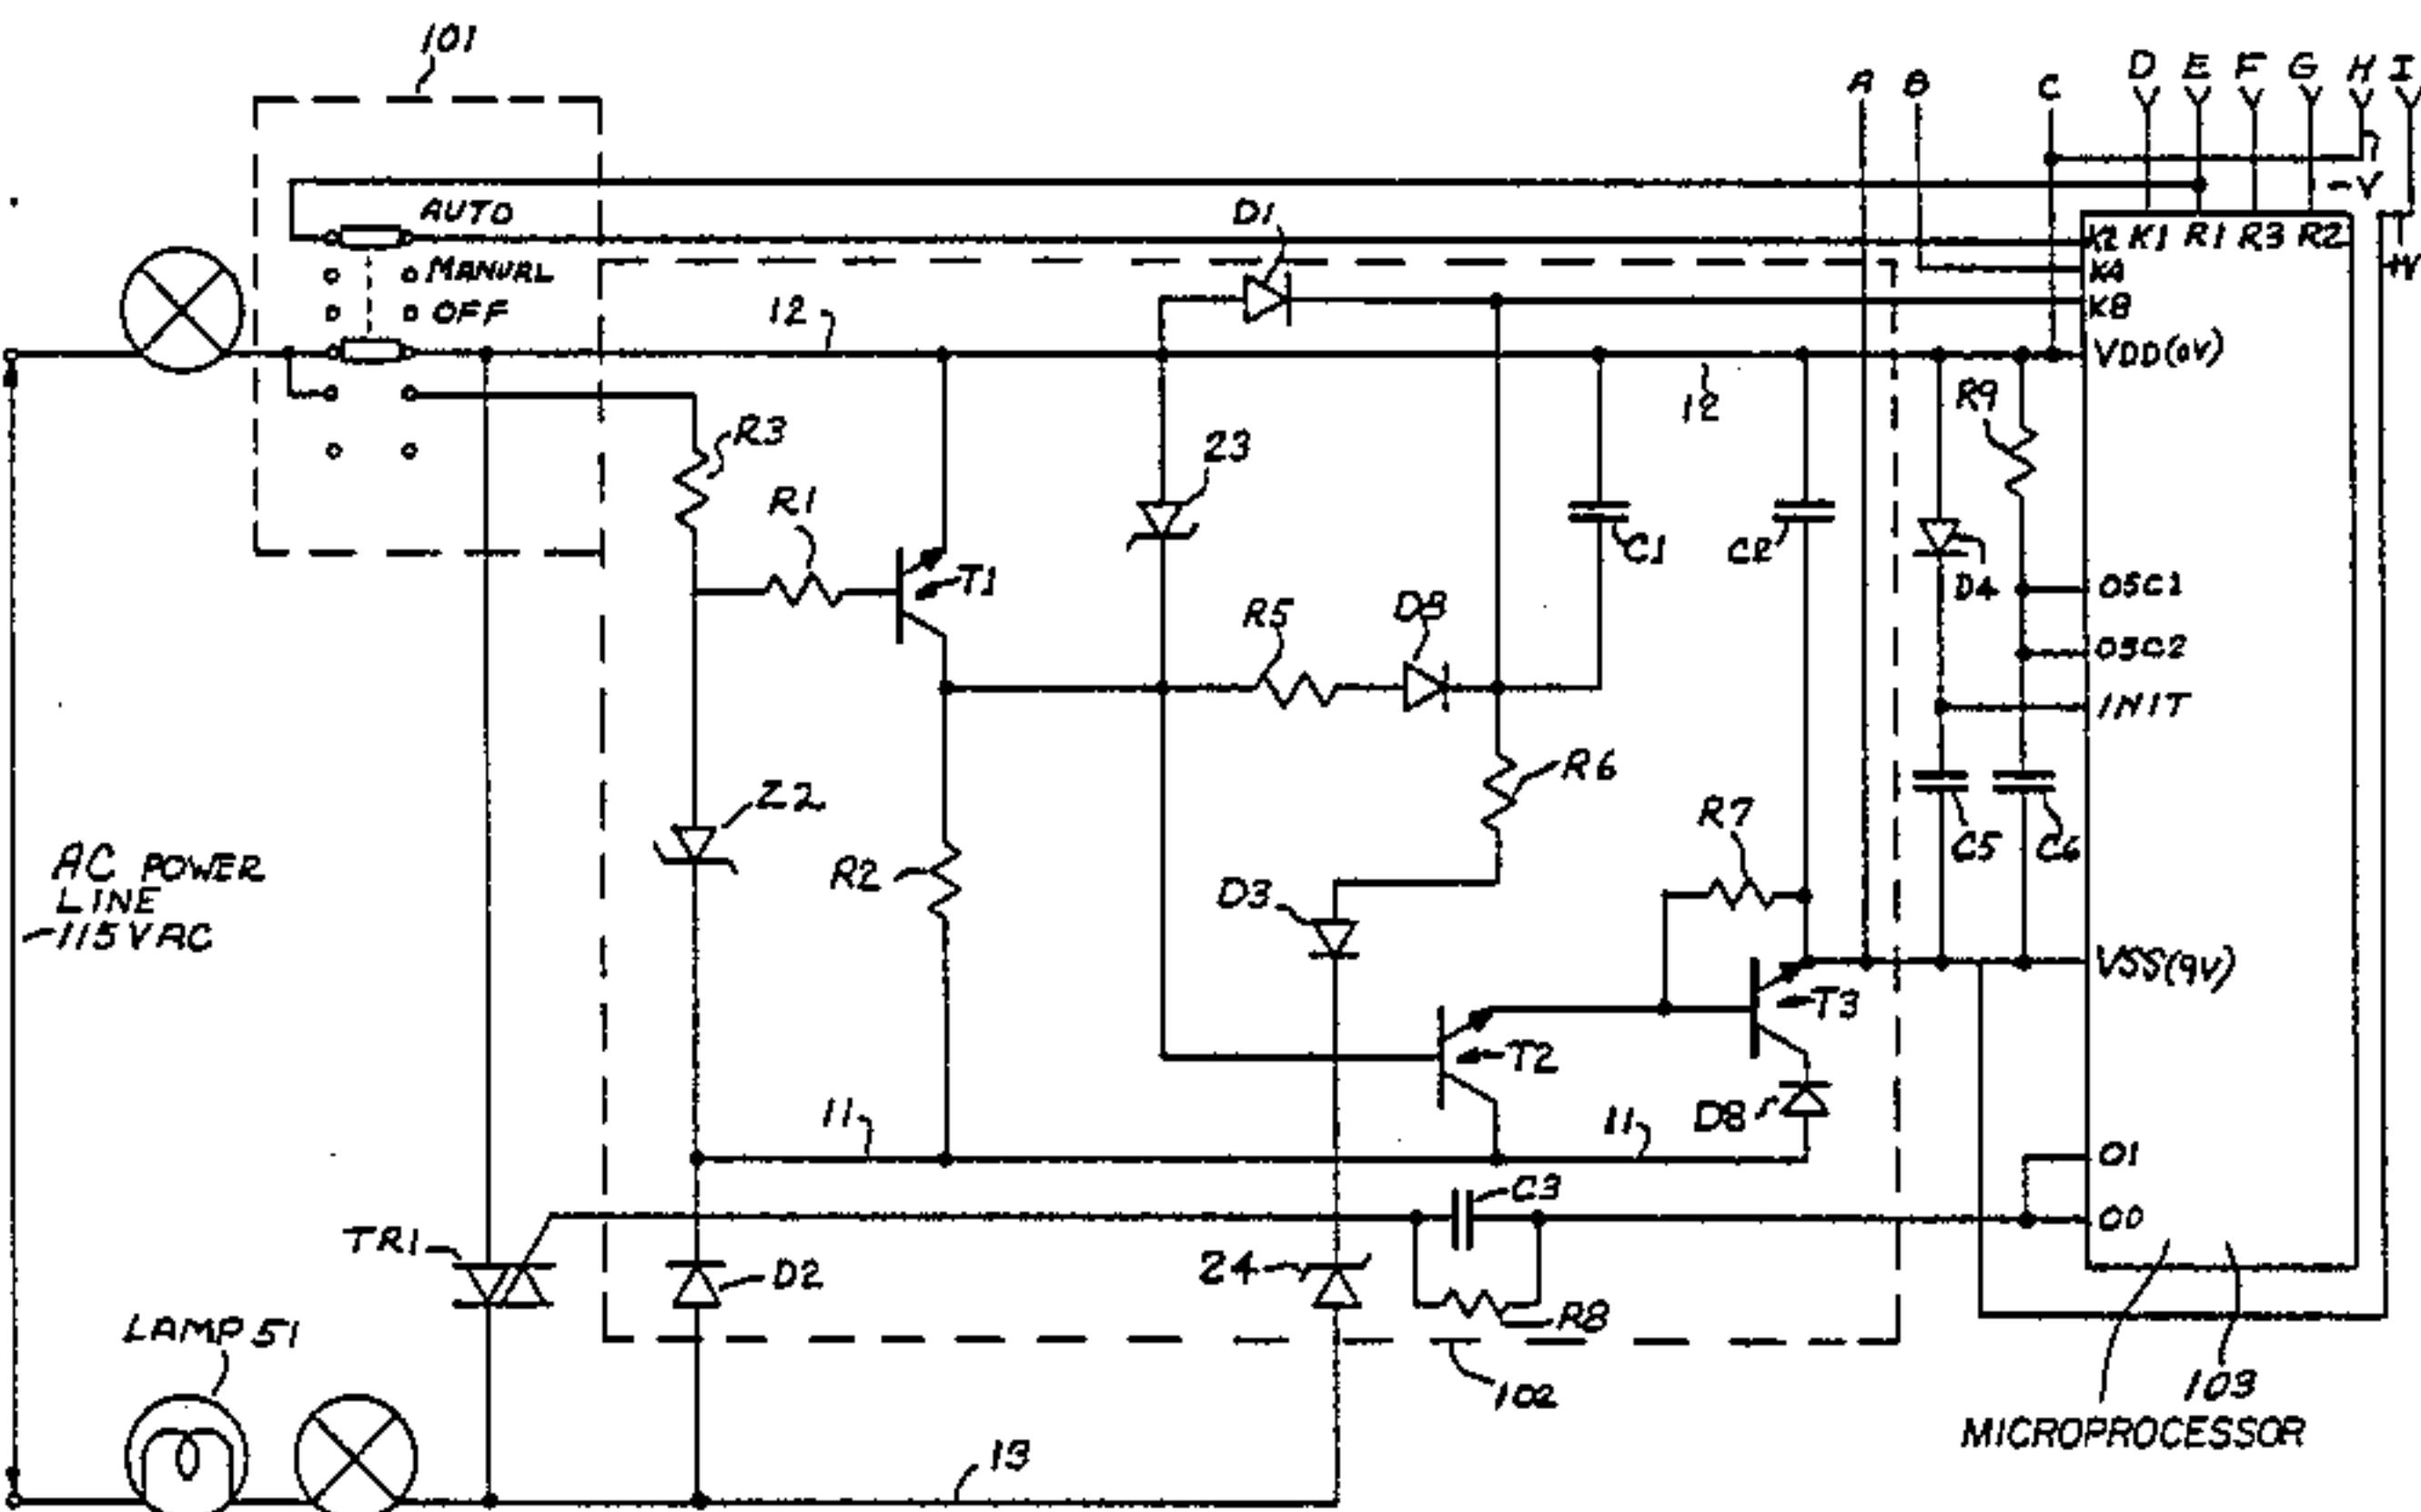 101
A B C D E F G H I
-V
AUTO
D1
K2 K1 R1 R3 R2
MANUAL
K4
+V
OFF
12
K8
VDD(0V)
R3
23
12
R9
R1
C1
C2
T1
D4
OSC1
R5
D8
OSC2
INIT
Z2
R6
R7
AC POWER
LINE
115VAC
R2
D3
C5
C6
VSS(9V)
T3
T2
11
11
D8
O1
C3
O0
TR1
D2
24
R8
LAMP 51
102
103
MICROPROCESSOR
13